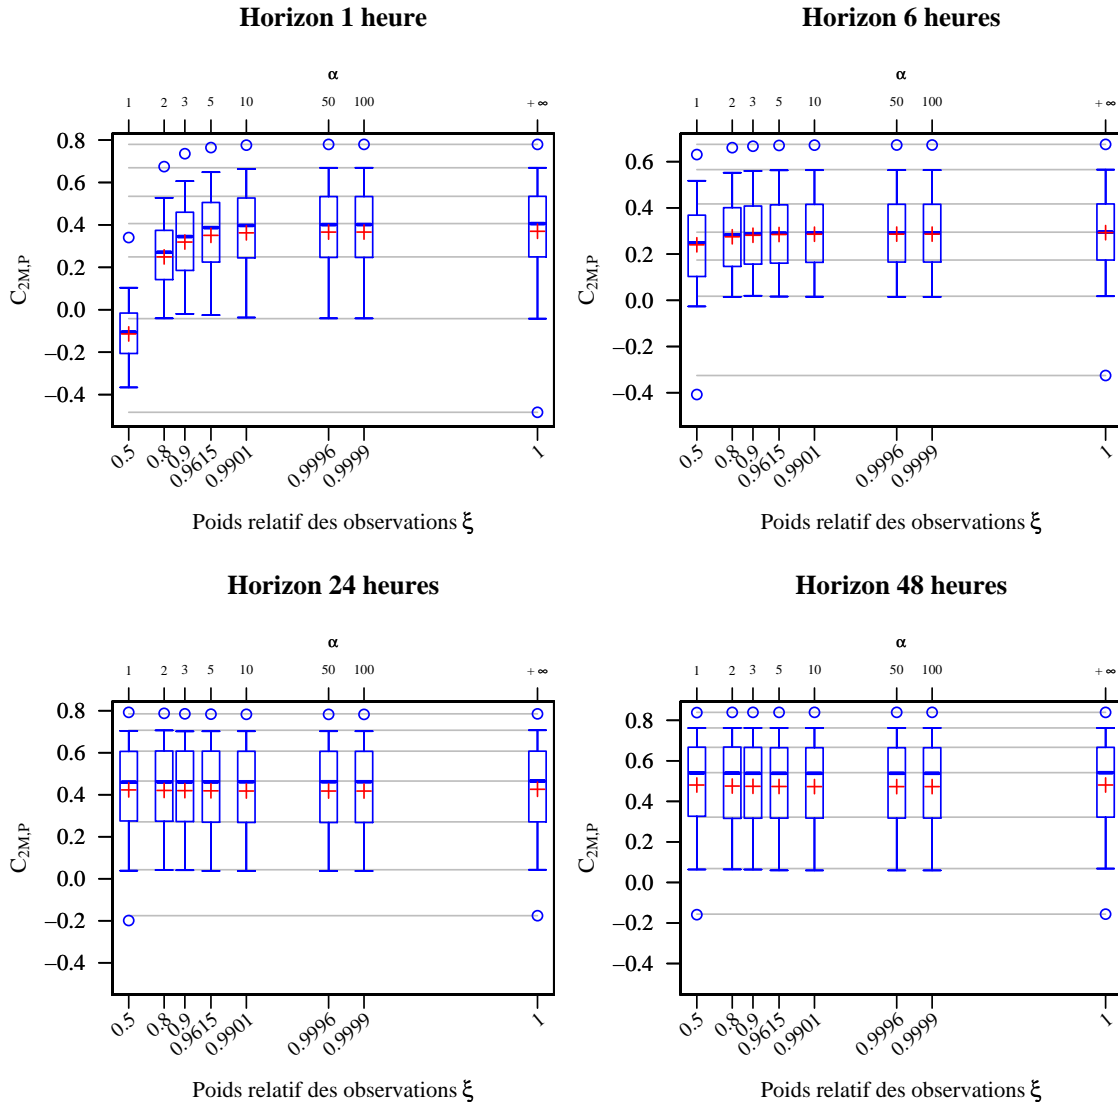 Horizon 1 heure
α
1 2 3 5 10 50 100 + ∞
0.8
0.6
0.4
0.2
0.0
−0.2
−0.4
C2M,P
0.5 0.8 0.9 0.9615 0.9901 0.9996 0.9999 1
Poids relatif des observations ξ
Horizon 6 heures
α
1 2 3 5 10 50 100 + ∞
0.6
0.4
0.2
0.0
−0.2
−0.4
C2M,P
0.5 0.8 0.9 0.9615 0.9901 0.9996 0.9999 1
Poids relatif des observations ξ
Horizon 24 heures
α
1 2 3 5 10 50 100 + ∞
0.8
0.6
0.4
0.2
0.0
−0.2
−0.4
C2M,P
0.5 0.8 0.9 0.9615 0.9901 0.9996 0.9999 1
Poids relatif des observations ξ
Horizon 48 heures
α
1 2 3 5 10 50 100 + ∞
0.8
0.6
0.4
0.2
0.0
−0.2
−0.4
C2M,P
0.5 0.8 0.9 0.9615 0.9901 0.9996 0.9999 1
Poids relatif des observations ξ